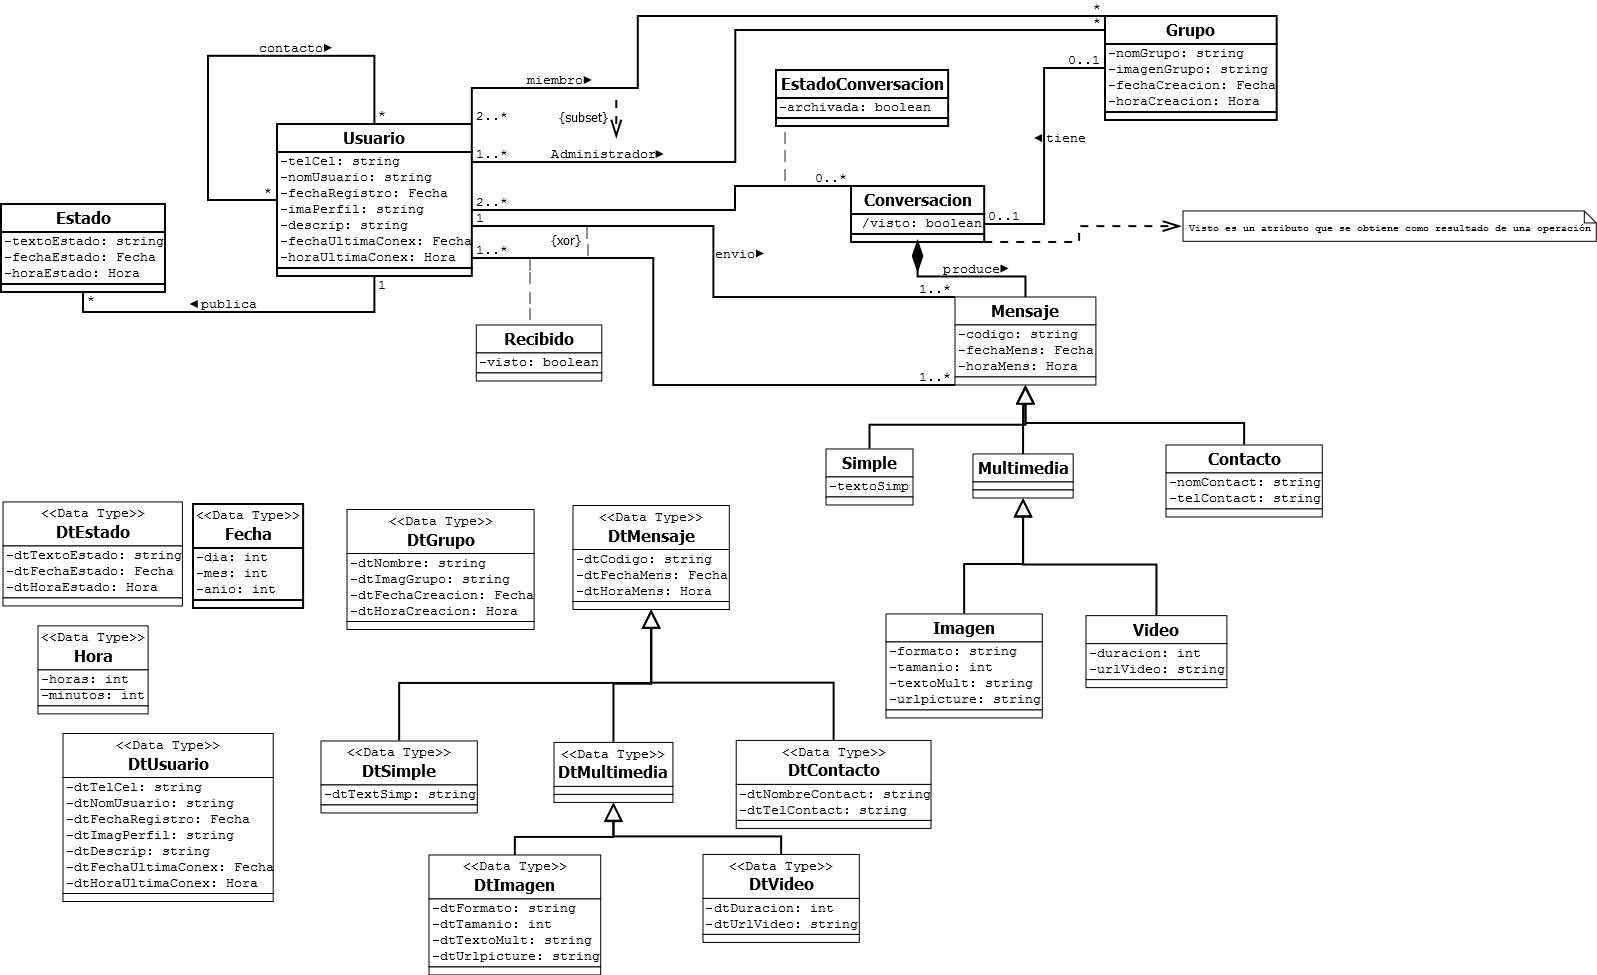 contacto▶
*
*
miembro▶
2..*
*
{subset}
Administrador▶
1..*
*
Grupo
-nomGrupo: string
-imagenGrupo: string
-fechaCreacion: Fecha
-horaCreacion: Hora
0..1
◀tiene
0..1
EstadoConversacion
-archivada: boolean
Usuario
-telCel: string
-nomUsuario: string
-fechaRegistro: Fecha
-imaPerfil: string
-descrip: string
-fechaUltimaConex: Fecha
-horaUltimaConex: Hora
2..*
0..*
Conversacion
/visto: boolean
Visto es un atributo que se obtiene como resultado de una operación
1
{xor}
1..*
envio▶
produce▶
1..*
1..*
Estado
-textoEstado: string
-fechaEstado: Fecha
-horaEstado: Hora
*
◀publica
1
Recibido
-visto: boolean
Mensaje
-codigo: string
-fechaMens: Fecha
-horaMens: Hora
Simple
-textoSimp
Multimedia
Contacto
-nomContact: string
-telContact: string
Imagen
-formato: string
-tamanio: int
-textoMult: string
-urlpicture: string
Video
-duracion: int
-urlVideo: string
<<Data Type>>
DtEstado
-dtTextoEstado: string
-dtFechaEstado: Fecha
-dtHoraEstado: Hora
<<Data Type>>
Fecha
-dia: int
-mes: int
-anio: int
<<Data Type>>
DtGrupo
-dtNombre: string
-dtImagGrupo: string
-dtFechaCreacion: Fecha
-dtHoraCreacion: Hora
<<Data Type>>
DtMensaje
-dtCodigo: string
-dtFechaMens: Fecha
-dtHoraMens: Hora
<<Data Type>>
Hora
-horas: int
-minutos: int
<<Data Type>>
DtUsuario
-dtTelCel: string
-dtNomUsuario: string
-dtFechaRegistro: Fecha
-dtImagPerfil: string
-dtDescrip: string
-dtFechaUltimaConex: Fecha
-dtHoraUltimaConex: Hora
<<Data Type>>
DtSimple
-dtTextSimp: string
<<Data Type>>
DtMultimedia
<<Data Type>>
DtContacto
-dtNombreContact: string
-dtTelContact: string
<<Data Type>>
DtImagen
-dtFormato: string
-dtTamanio: int
-dtTextoMult: string
-dtUrlpicture: string
<<Data Type>>
DtVideo
-dtDuracion: int
-dtUrlVideo: string